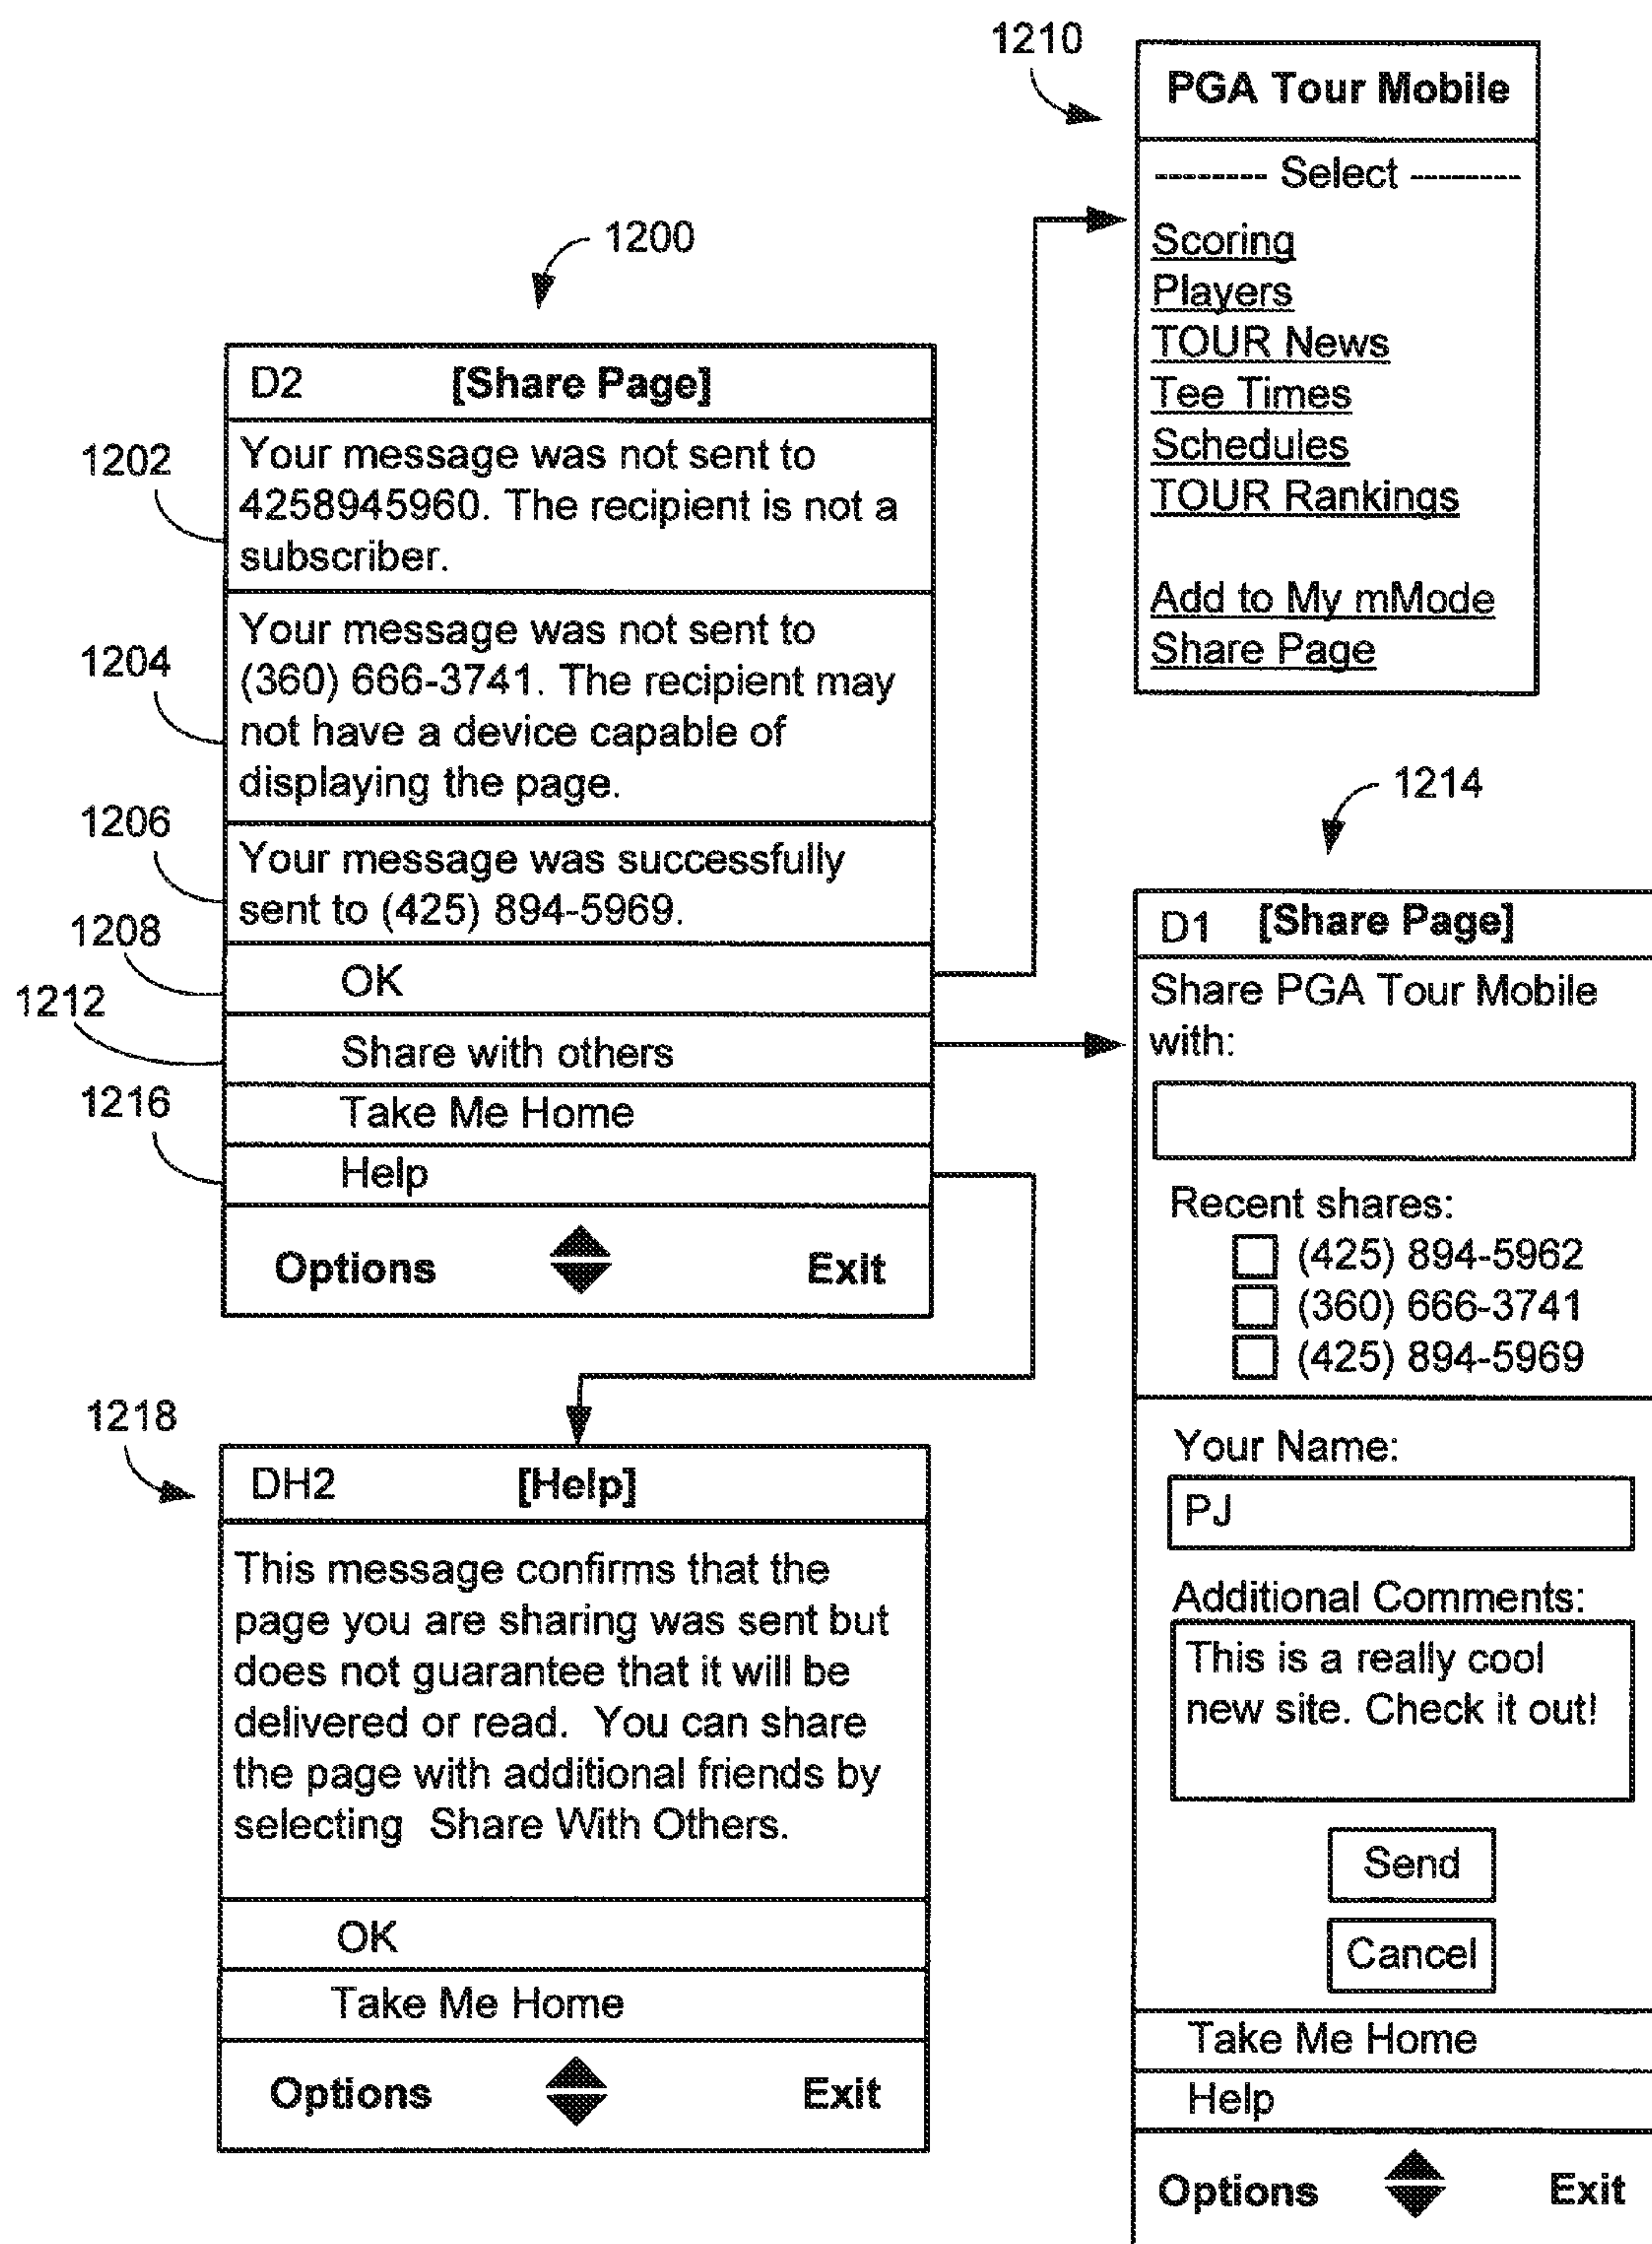 1200
D2 [Share Page]
1202
Your message was not sent to
4258945960. The recipient is not a
subscriber.
1204
Your message was not sent to
(360) 666-3741. The recipient may
not have a device capable of
displaying the page.
1206
Your message was successfully
sent to (425) 894-5969.
1208
OK
1212
Share with others
Take Me Home
1216
Help
Options Exit
1210
PGA Tour Mobile
-------- Select --------
Scoring
Players
TOUR News
Tee Times
Schedules
TOUR Rankings
Add to My mMode
Share Page
1214
D1 [Share Page]
Share PGA Tour Mobile
with:
Recent shares:
(425) 894-5962
(360) 666-3741
(425) 894-5969
Your Name:
PJ
Additional Comments:
This is a really cool
new site. Check it out!
Send
Cancel
Take Me Home
Help
Options Exit
1218
DH2 [Help]
This message confirms that the
page you are sharing was sent but
does not guarantee that it will be
delivered or read. You can share
the page with additional friends by
selecting Share With Others.
OK
Take Me Home
Options Exit